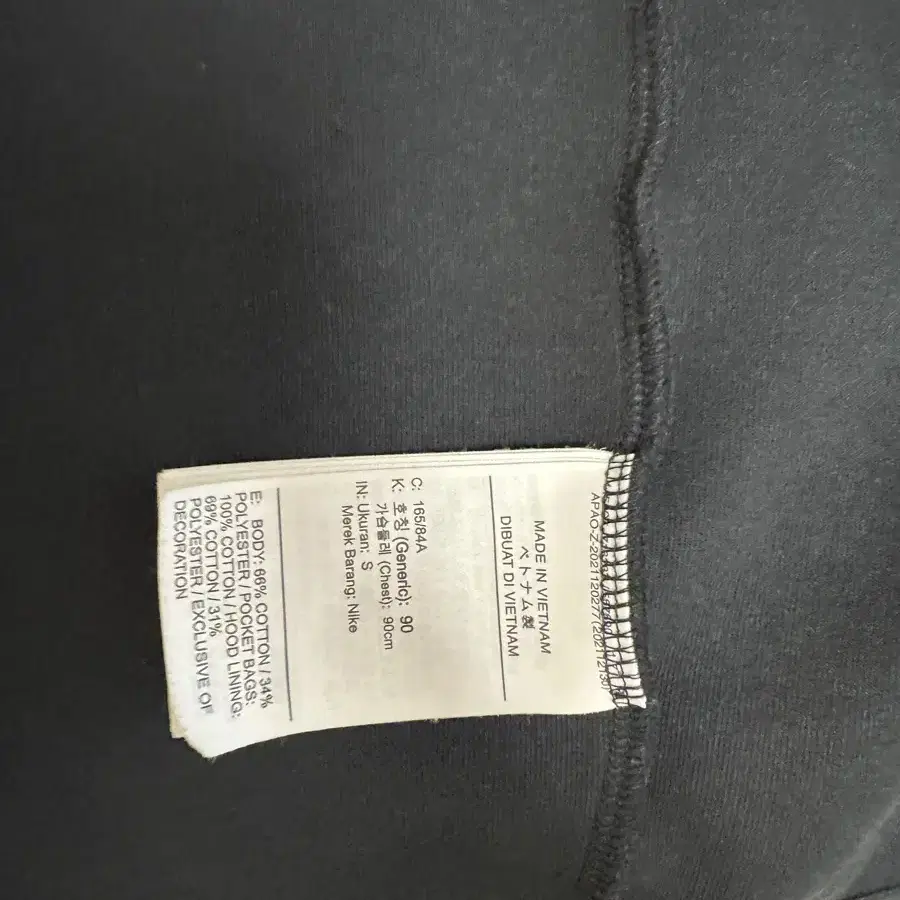 MADE IN VIETNAM
ベトナム製
DIBUAT DI VIETNAM
C: 165/84A
K: 호칭 (Generic): 90
가슴둘레 (Chest): 90cm
IN: Ukuran: S
Merek Barang: Nike
E: BODY: 66% COTTON / 34%
POLYESTER / POCKET BAGS:
100% COTTON / HOOD LINING:
69% COTTON / 31%
POLYESTER / EXCLUSIVE OF
DECORATION